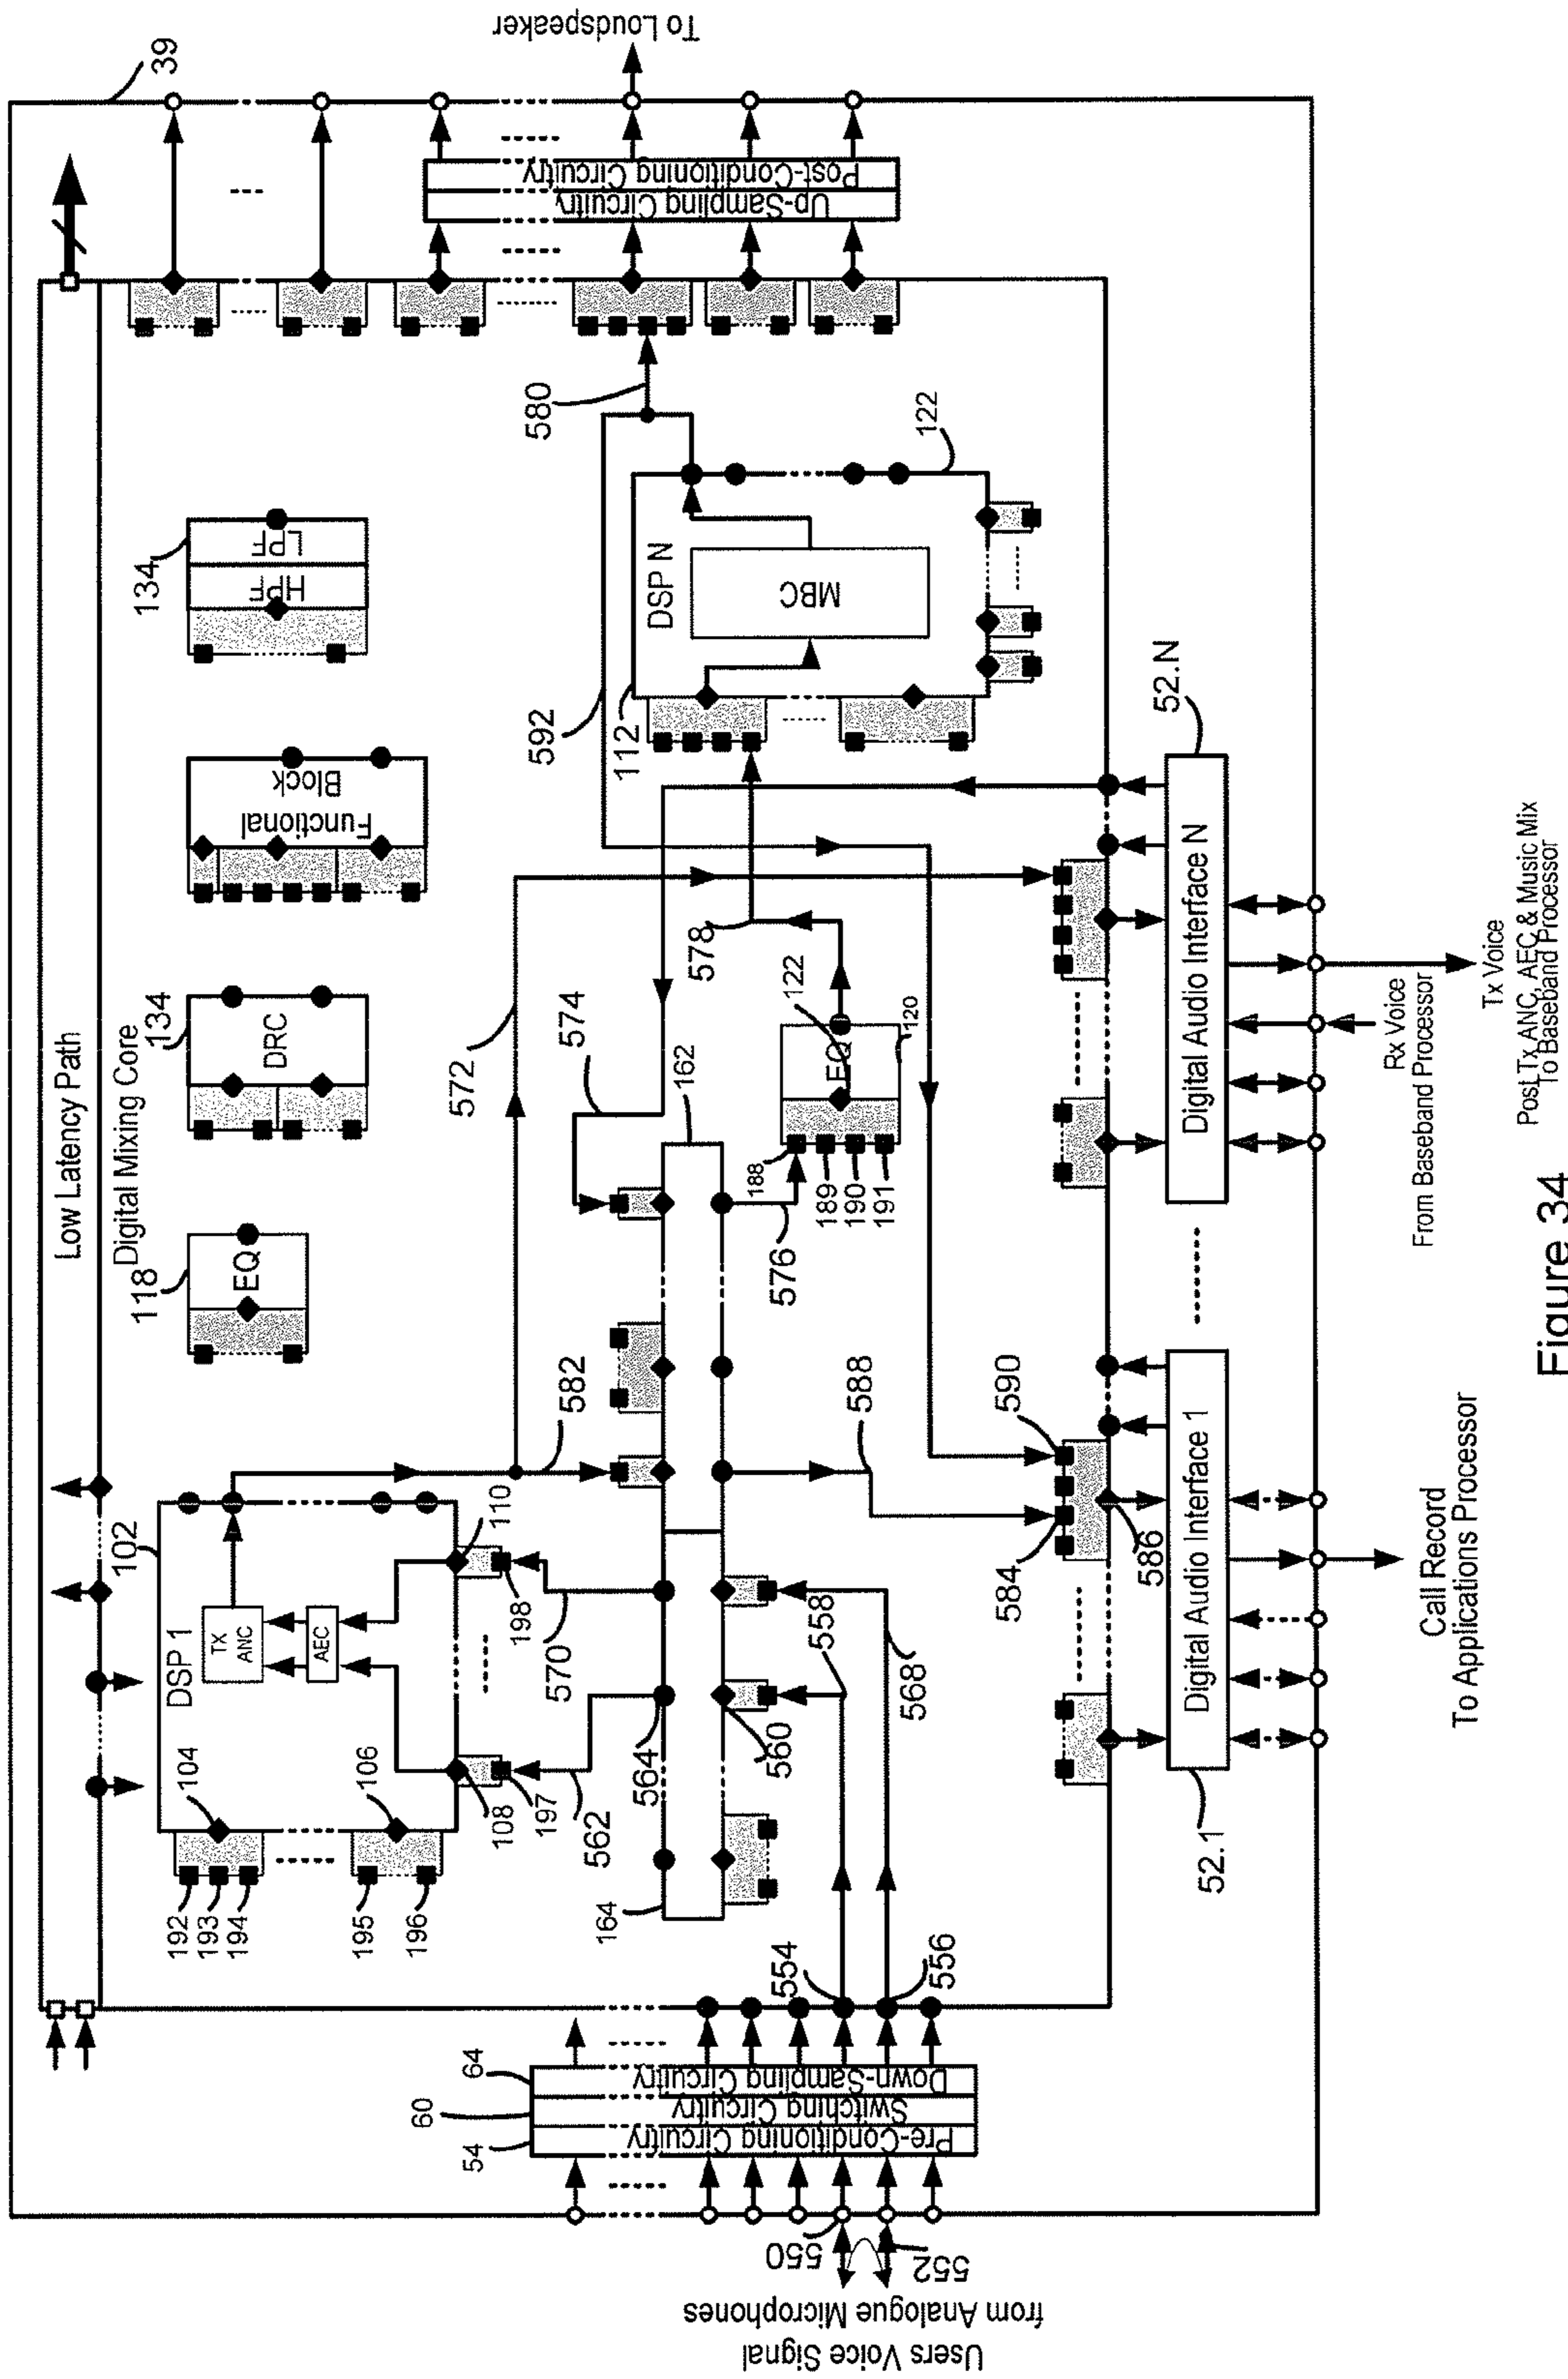 39
Low Latency Path
Digital Mixing Core
To Loudspeaker
102
DSP 1
TX
ANC
AEC
104
106
192
193
194
195
196
108
197
110
198
118
EQ
134
DRC
Functional
Block
134
HPF
LPF
Up-Sampling Circuitry
Post-Conditioning Circuitry
562
564
570
572
574
582
162
164
560
558
568
576
578
122
EQ
120
188
189
190
191
580
592
112
DSP N
MBC
122
54
60
64
Pre-Conditioning Circuitry
Switching Circuitry
Down-Sampling Circuitry
554
556
550
552
Users Voice Signal
from Analogue Microphones
588
584
590
586
52.1
Digital Audio Interface 1
52.N
Digital Audio Interface N
Call Record
To Applications Processor
Rx Voice
From Baseband Processor
Tx Voice
Post Tx ANC, AEC & Music Mix
To Baseband Processor
Figure 34